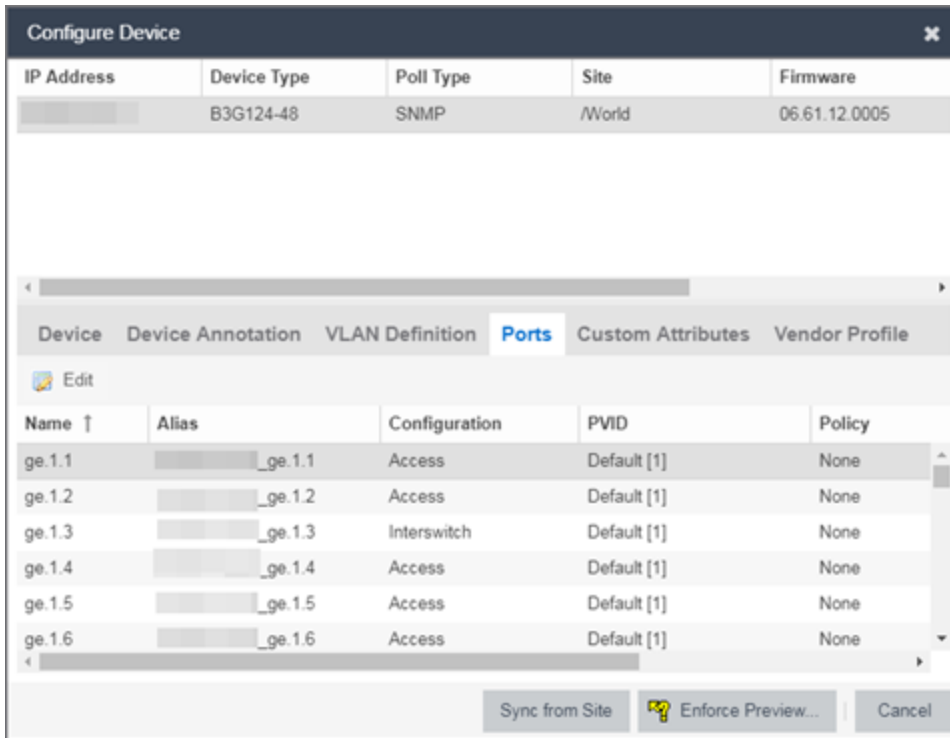 Configure Device
IP Address Device Type Poll Type Site Firmware
B3G124-48 SNMP /World 06.61.12.0005
Device Device Annotation VLAN Definition Ports Custom Attributes Vendor Profile
Edit
Name ↑ Alias Configuration PVID Policy
ge.1.1 _ge.1.1 Access Default [1] None
ge.1.2 _ge.1.2 Access Default [1] None
ge.1.3 _ge.1.3 Interswitch Default [1] None
ge.1.4 _ge.1.4 Access Default [1] None
ge.1.5 _ge.1.5 Access Default [1] None
ge.1.6 _ge.1.6 Access Default [1] None
Sync from Site Enforce Preview... Cancel